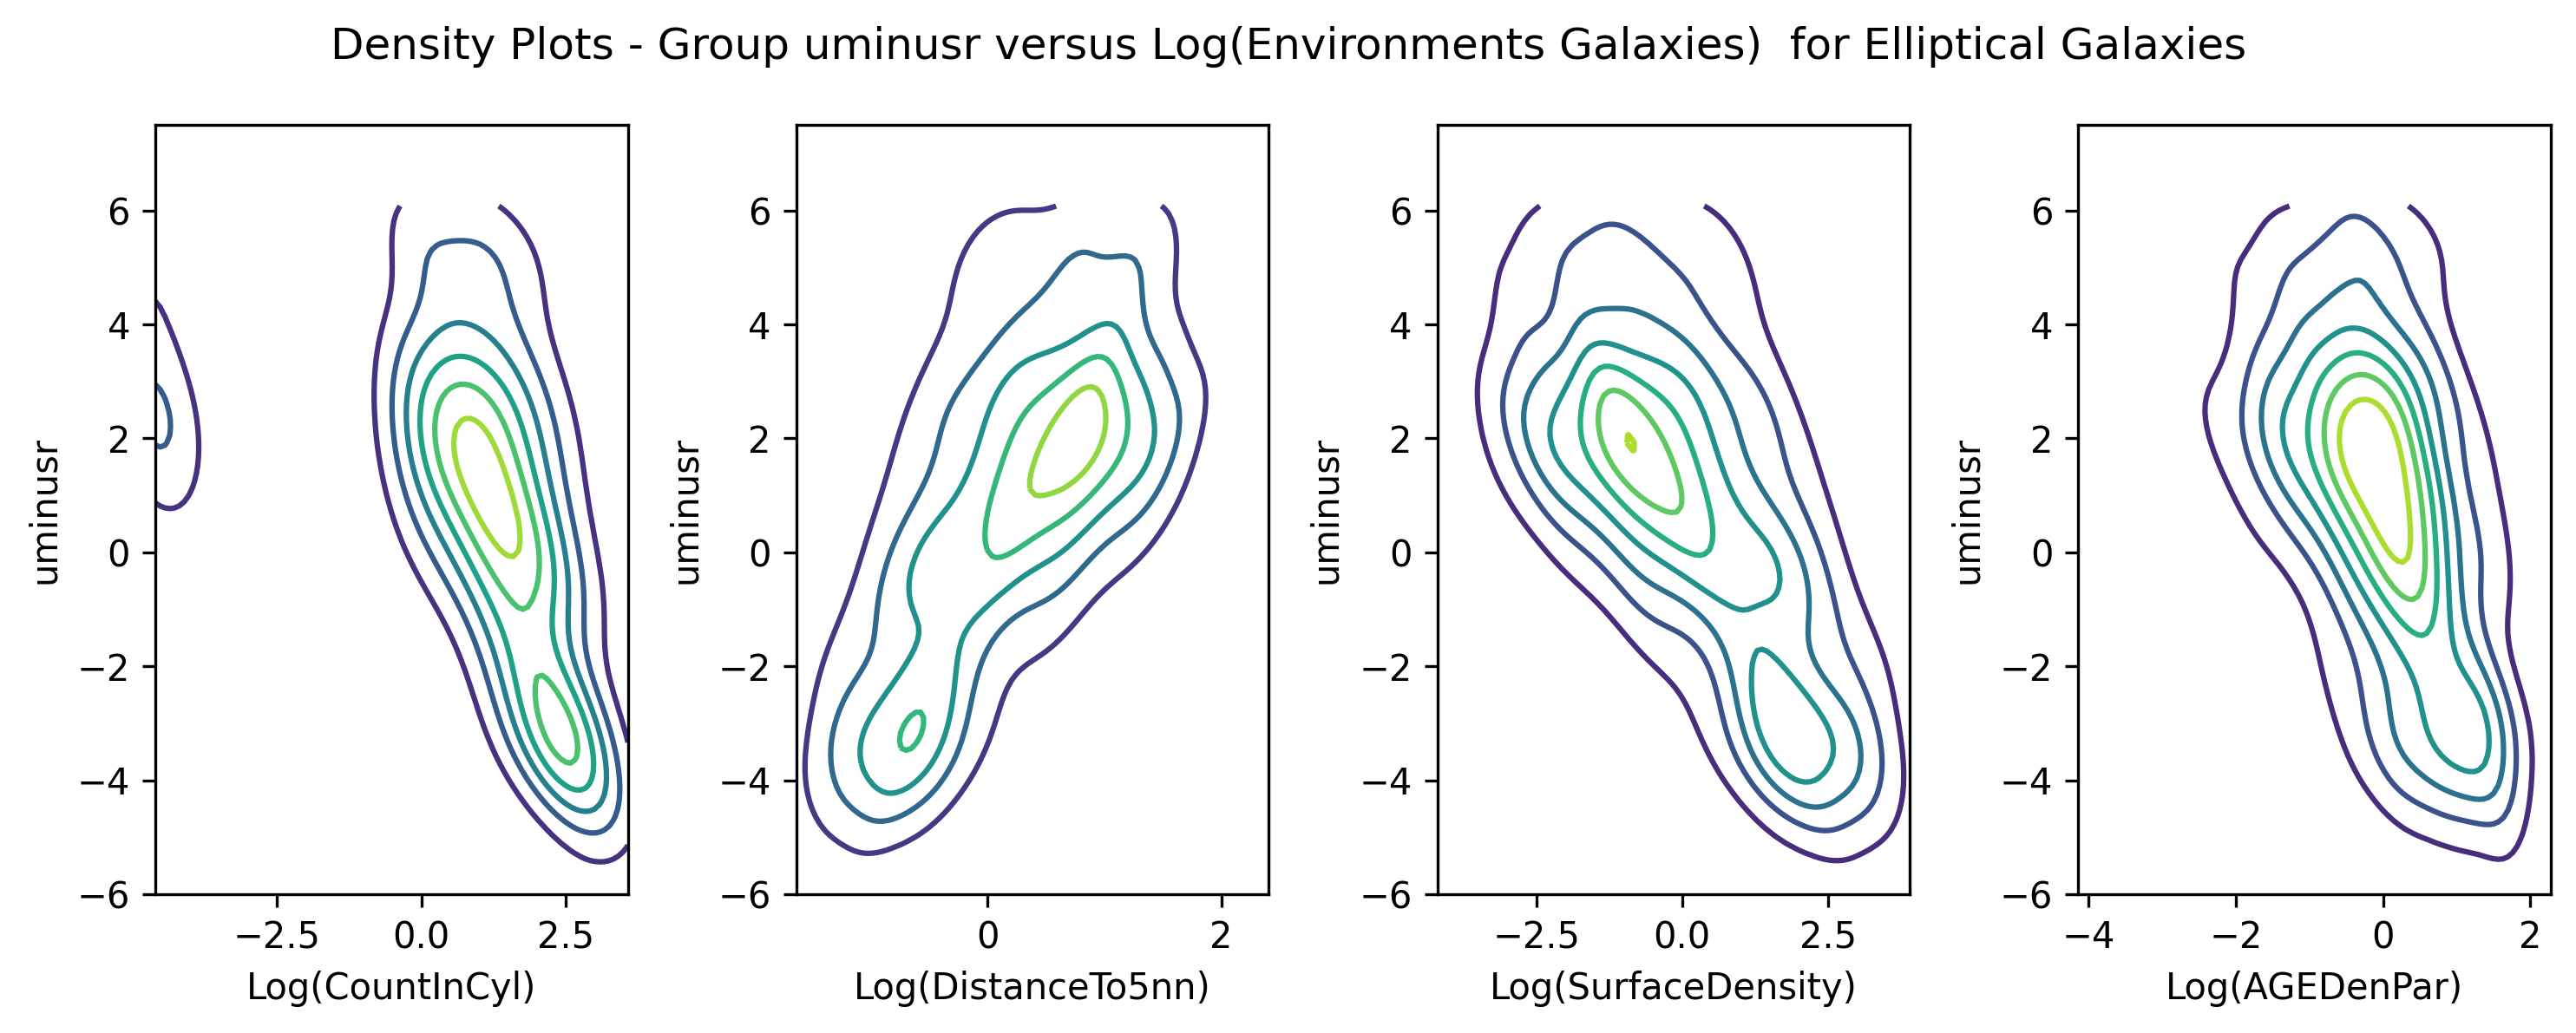 Density Plots - Group uminusr versus Log(Environments Galaxies)  for Elliptical Galaxies
uminusr
6
4
2
0
−2
−4
−6
−2.5 0.0 2.5
Log(CountInCyl)
uminusr
6
4
2
0
−2
−4
−6
0 2
Log(DistanceTo5nn)
uminusr
6
4
2
0
−2
−4
−6
−2.5 0.0 2.5
Log(SurfaceDensity)
uminusr
6
4
2
0
−2
−4
−6
−4 −2 0 2
Log(AGEDenPar)